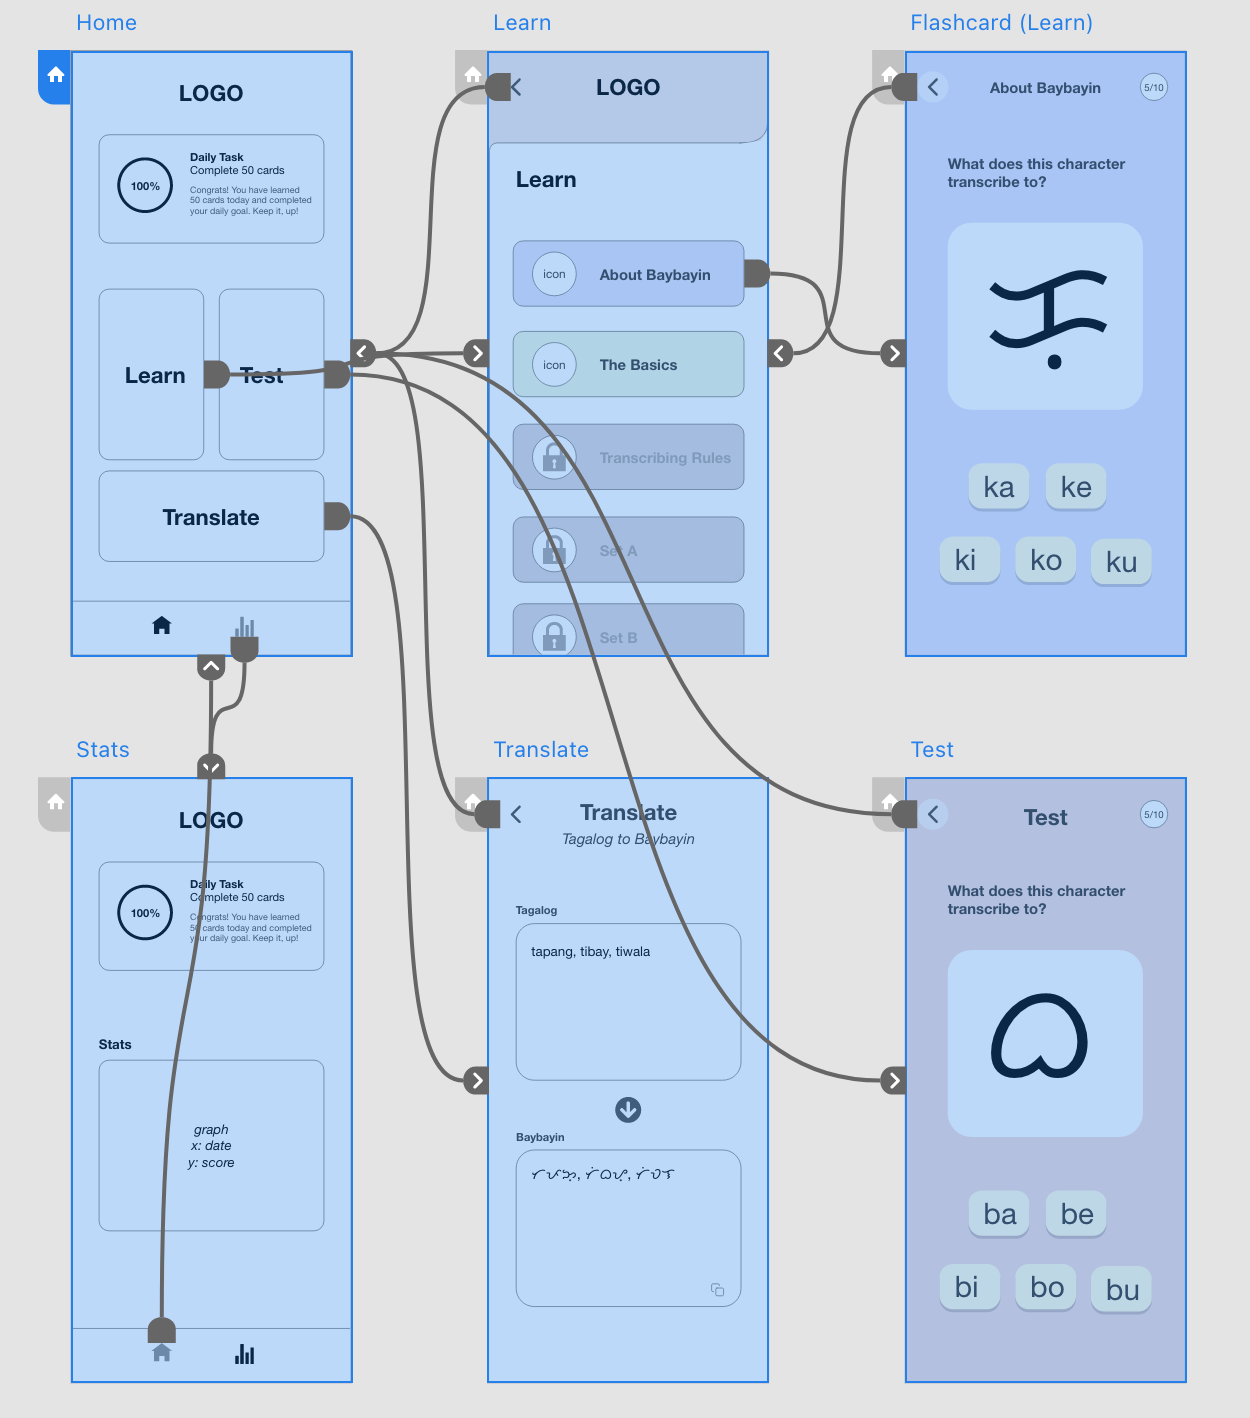 Home
LOGO
100%
Daily Task
Complete 50 cards
Congrats! You have learned
50 cards today and completed
your daily goal. Keep it, up!
Learn
Test
Translate
Learn
LOGO
Learn
icon
About Baybayin
icon
The Basics
Transcribing Rules
Set A
Set B
Flashcard (Learn)
About Baybayin
5/10
What does this character
transcribe to?
ka
ke
ki
ko
ku
Stats
LOGO
100%
Daily Task
Complete 50 cards
Congrats! You have learned
50 cards today and completed
your daily goal. Keep it, up!
Stats
graph
x: date
y: score
Translate
Translate
Tagalog to Baybayin
Tagalog
tapang, tibay, tiwala
Baybayin
Test
Test
5/10
What does this character
transcribe to?
ᜊ
ba
be
bi
bo
bu